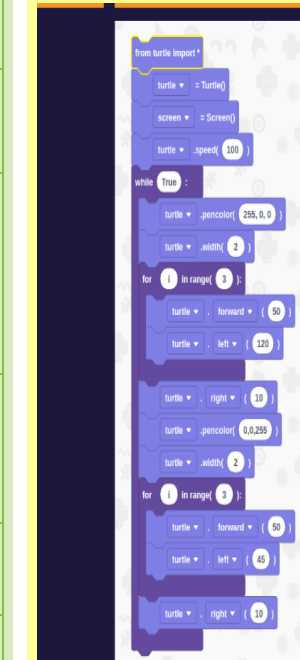 from turtle import *
turtle = Turtle()
screen = Screen()
turtle .speed( 100 )
while True :
turtle .pencolor( 255, 0, 0 )
turtle .width( 2 )
for i in range( 3 ):
turtle . forward ( 50 )
turtle . left ( 120 )
turtle . right ( 10 )
turtle .pencolor( 0,0,255 )
turtle .width( 2 )
for i in range( 3 ):
turtle . forward ( 50 )
turtle . left ( 45 )
turtle . right ( 10 )